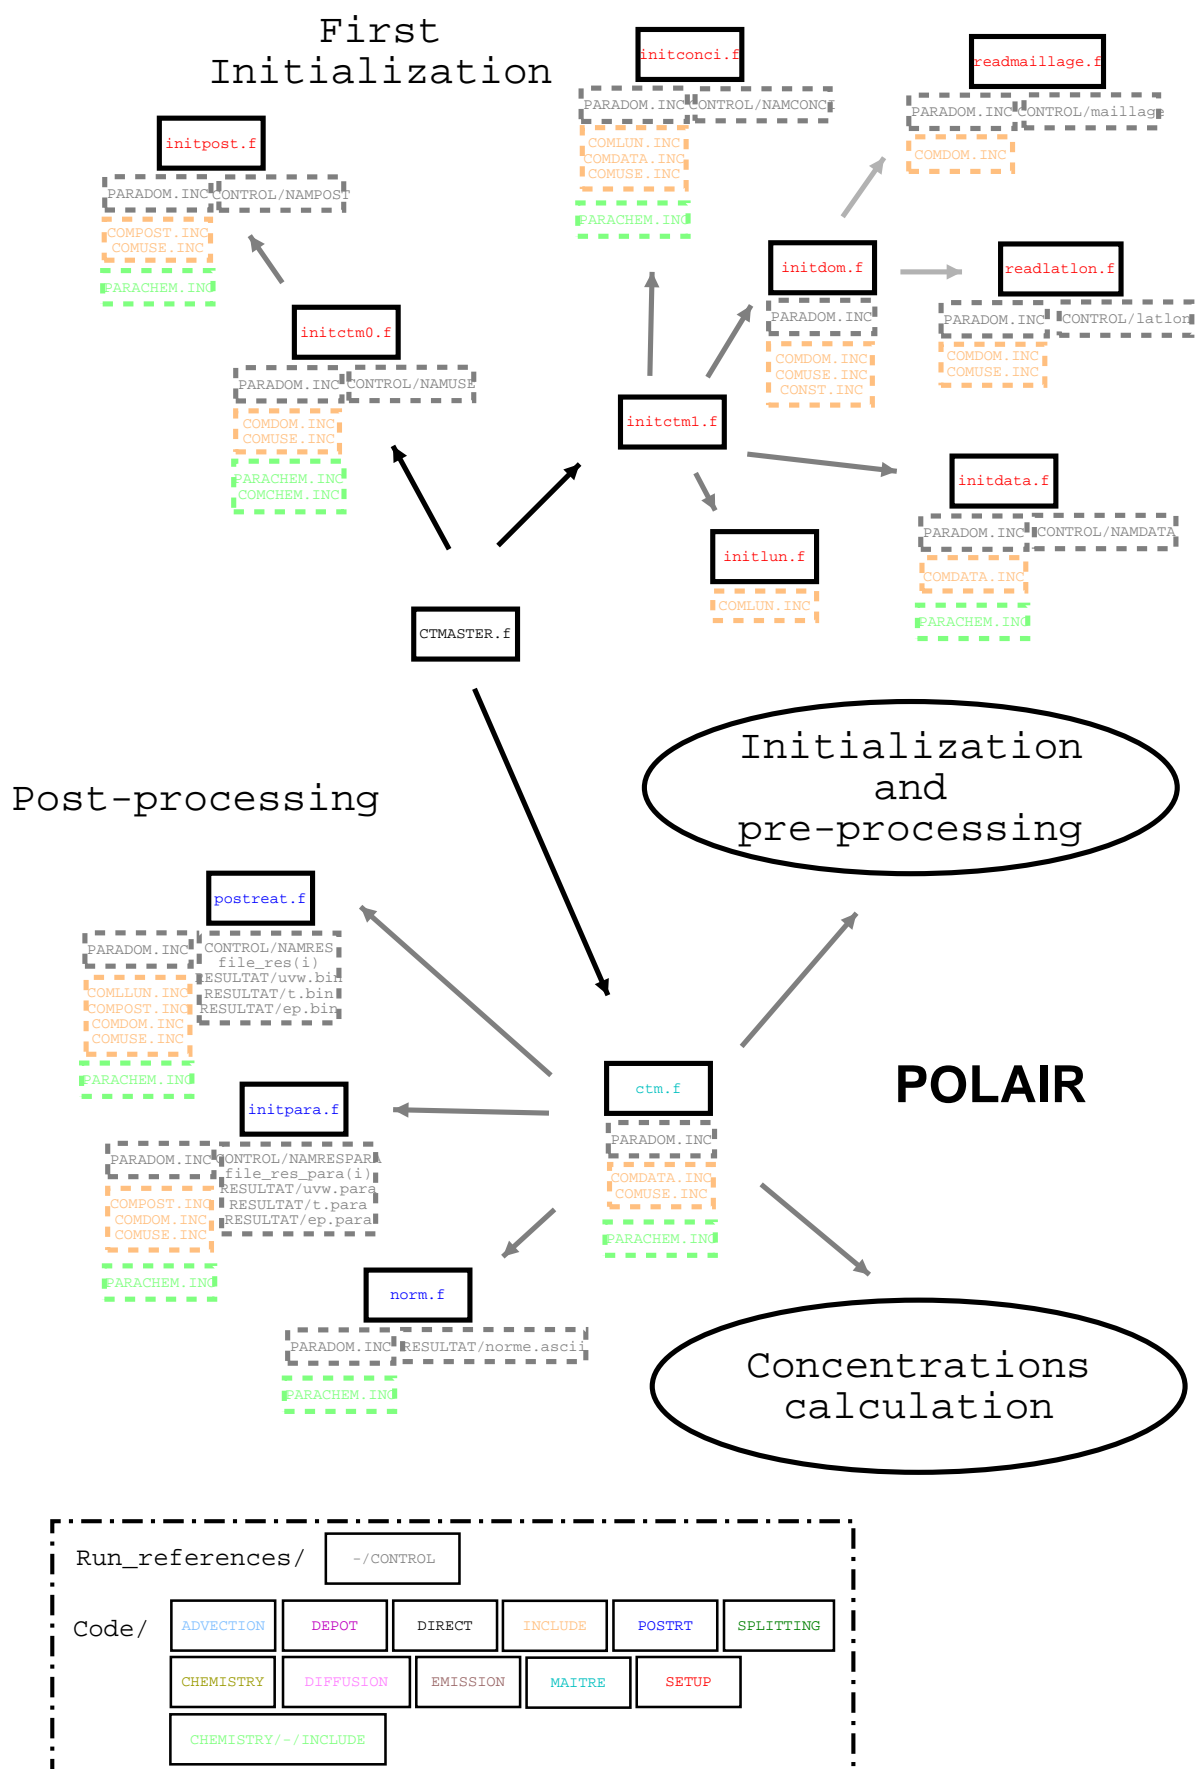 First
Initialization
initpost.f
PARADOM.INC
CONTROL/NAMPOST
COMPOST.INC
COMUSE.INC
PARACHEM.INC
initctm0.f
PARADOM.INC
CONTROL/NAMUSE
COMDOM.INC
COMUSE.INC
PARACHEM.INC
COMCHEM.INC
initconci.f
PARADOM.INC
CONTROL/NAMCONCI
COMLUN.INC
COMDATA.INC
COMUSE.INC
PARACHEM.INC
readmaillage.f
PARADOM.INC
CONTROL/maillage
COMDOM.INC
initdom.f
PARADOM.INC
COMDOM.INC
COMUSE.INC
CONST.INC
readlatlon.f
PARADOM.INC
CONTROL/latlon
COMDOM.INC
COMUSE.INC
initctm1.f
initdata.f
PARADOM.INC
CONTROL/NAMDATA
COMDATA.INC
PARACHEM.INC
initlun.f
COMLUN.INC
CTMASTER.f
Initialization
and
pre-processing
Post-processing
postreat.f
PARADOM.INC
CONTROL/NAMRES
file_res(i)
RESULTAT/uvw.bin
RESULTAT/t.bin
RESULTAT/ep.bin
COMLLUN.INC
COMPOST.INC
COMDOM.INC
COMUSE.INC
PARACHEM.INC
initpara.f
PARADOM.INC
CONTROL/NAMRESPARA
file_res_para(i)
RESULTAT/uvw.para
RESULTAT/t.para
RESULTAT/ep.para
COMPOST.INC
COMDOM.INC
COMUSE.INC
PARACHEM.INC
norm.f
PARADOM.INC
RESULTAT/norme.ascii
PARACHEM.INC
ctm.f
PARADOM.INC
COMDATA.INC
COMUSE.INC
PARACHEM.INC
POLAIR
Concentrations
calculation
Run_references/
-/CONTROL
Code/
ADVECTION
DEPOT
DIRECT
INCLUDE
POSTRT
SPLITTING
CHEMISTRY
DIFFUSION
EMISSION
MAITRE
SETUP
CHEMISTRY/-/INCLUDE